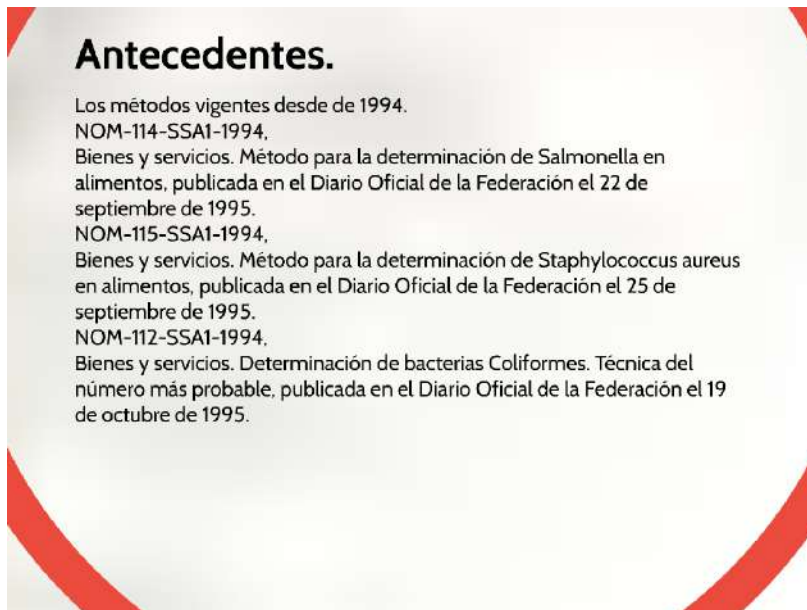 Antecedentes.
Los métodos vigentes desde de 1994.
NOM-114-SSA1-1994,
Bienes y servicios. Método para la determinación de Salmonella en
alimentos, publicada en el Diario Oficial de la Federación el 22 de
septiembre de 1995.
NOM-115-SSA1-1994,
Bienes y servicios. Método para la determinación de Staphylococcus aureus
en alimentos, publicada en el Diario Oficial de la Federación el 25 de
septiembre de 1995.
NOM-112-SSA1-1994,
Bienes y servicios. Determinación de bacterias Coliformes. Técnica del
número más probable, publicada en el Diario Oficial de la Federación el 19
de octubre de 1995.